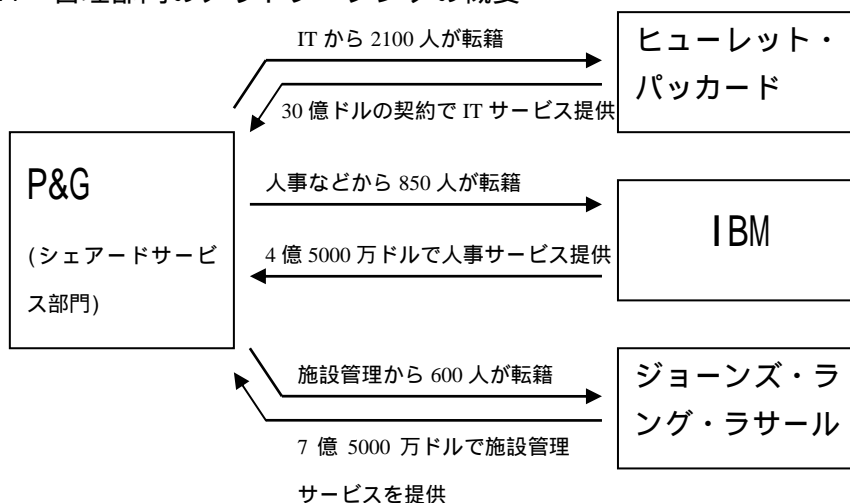 IT から 2100 人が転籍
ヒューレット・
パッカード
30 億ドルの契約で IT サービス提供
P&G
(シェアードサービ
ス部門)
人事などから 850 人が転籍
IBM
4 億 5000 万ドルで人事サービス提供
施設管理から 600 人が転籍
ジョーンズ・ラ
ング・ラサール
7 億 5000 万ドルで施設管理
サービスを提供